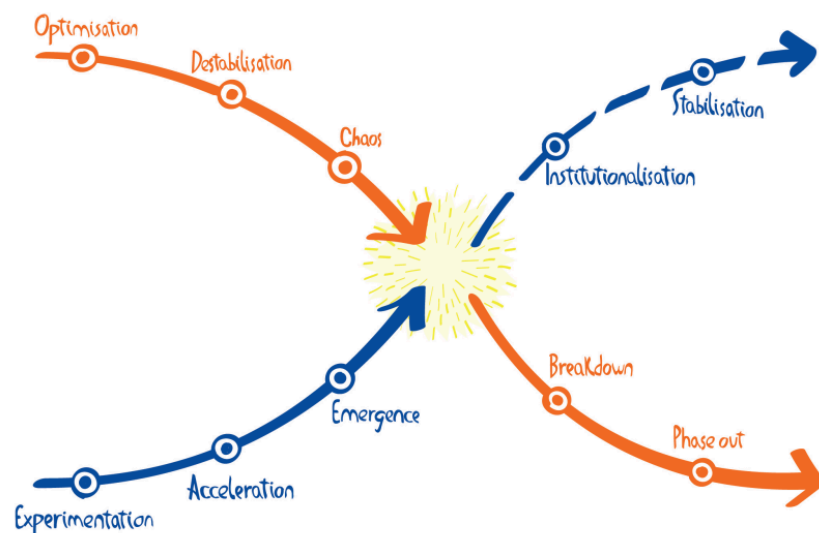 Optimisation
Destabilisation
Chaos
Stabilisation
Institutionalisation
Emergence
Acceleration
Experimentation
Breakdown
Phase out